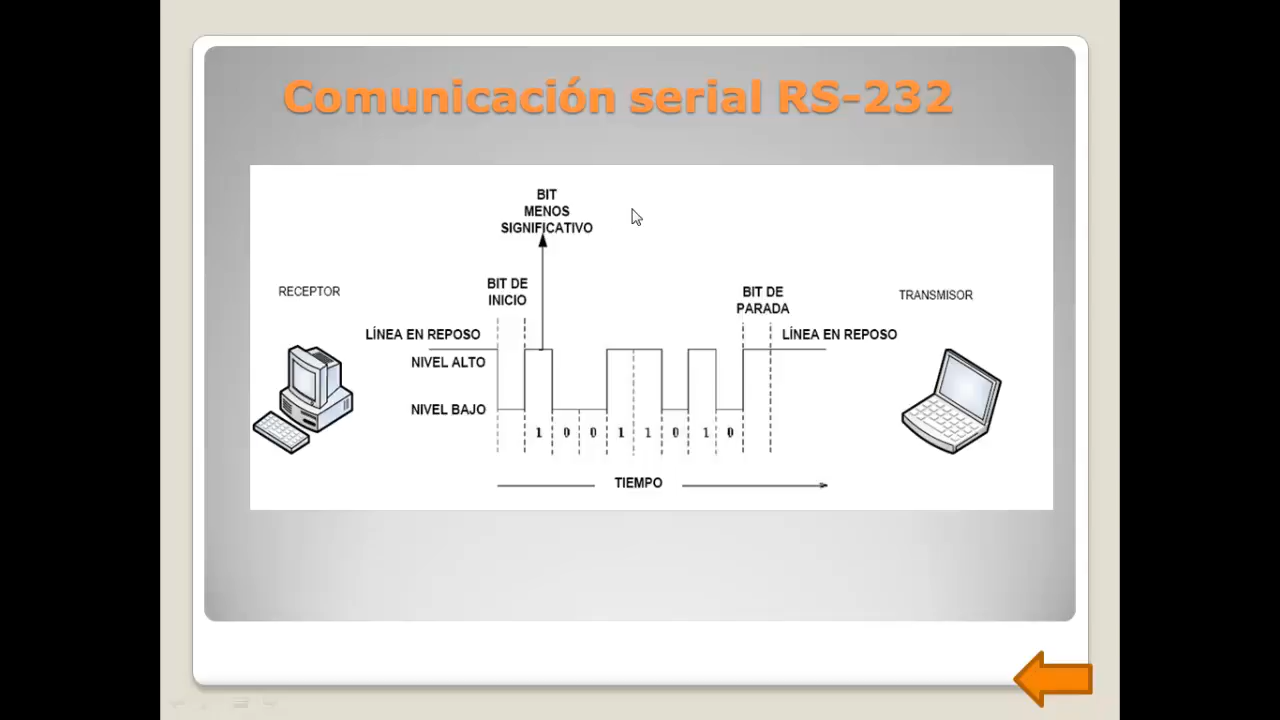 Comunicación serial RS-232
BIT
MENOS
SIGNIFICATIVO
BIT DE
INICIO
BIT DE
PARADA
RECEPTOR
TRANSMISOR
LÍNEA EN REPOSO
LÍNEA EN REPOSO
NIVEL ALTO
NIVEL BAJO
1 0 0 1 1 0 1 0
TIEMPO